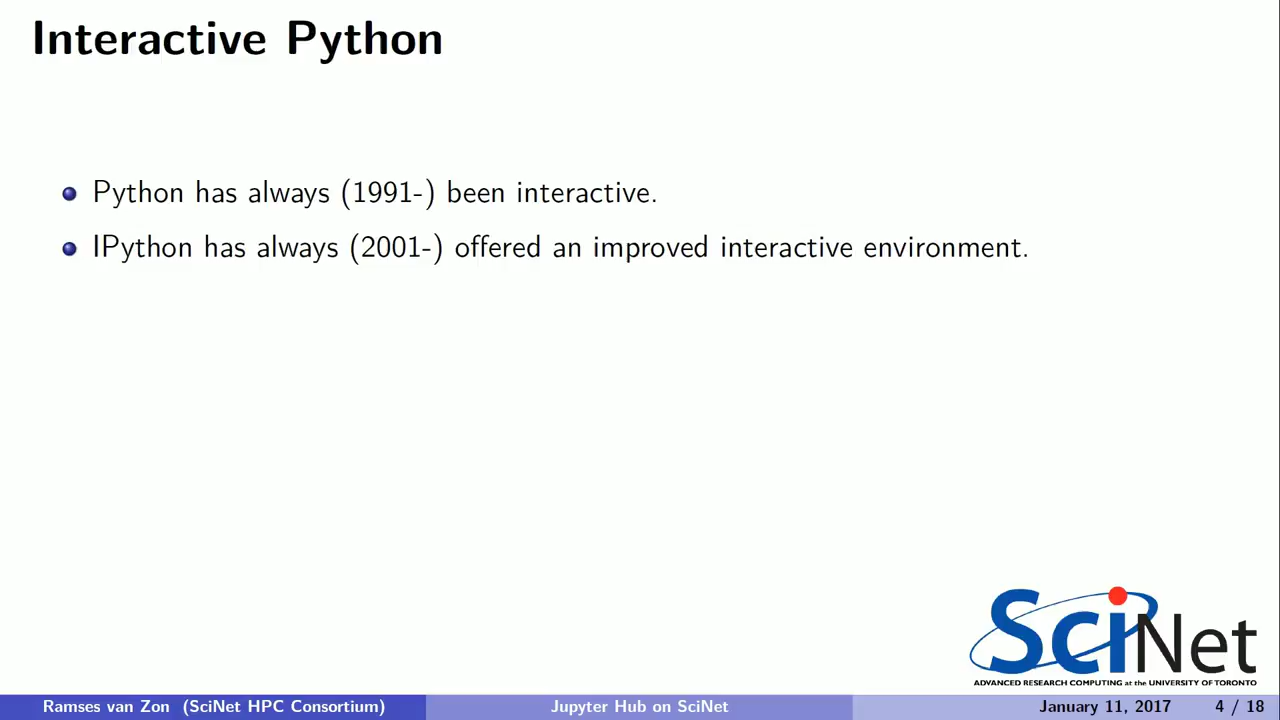 Interactive Python
Python has always (1991-) been interactive.
IPython has always (2001-) offered an improved interactive environment.
SciNet
ADVANCED RESEARCH COMPUTING at the UNIVERSITY OF TORONTO
Ramses van Zon (SciNet HPC Consortium) Jupyter Hub on SciNet January 11, 2017 4 / 18